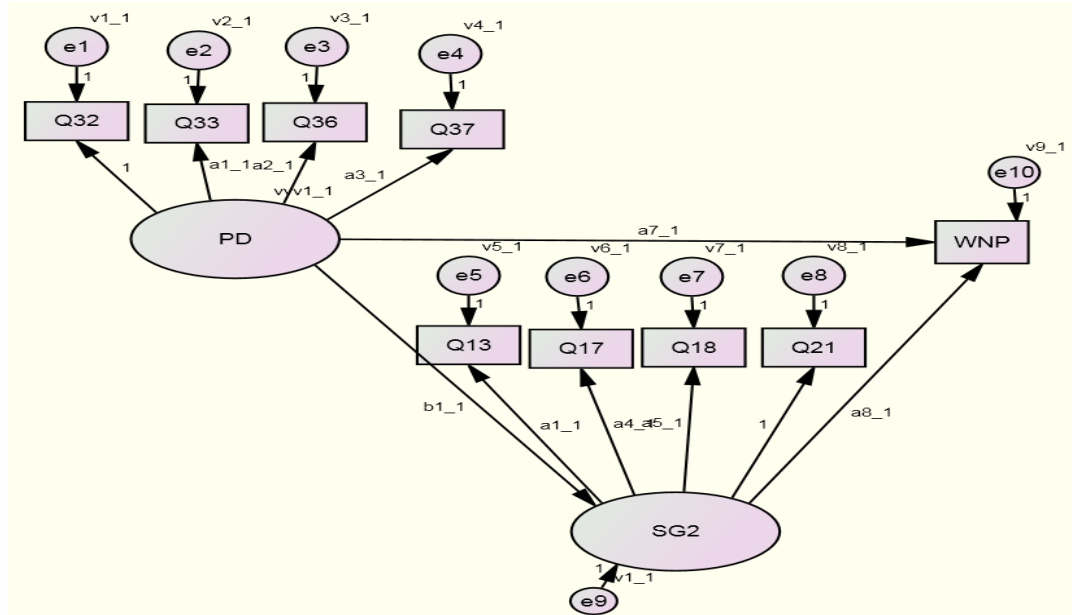 v1_1
v2_1
v3_1
v4_1
e1
e2
e3
e4
1
1
1
1
Q32
Q33
Q36
Q37
1
a1_1
a2_1
a3_1
v9_1
e10
1
WNP
PD
a7_1
v5_1
v6_1
v7_1
v8_1
e5
e6
e7
e8
1
1
1
1
Q13
Q17
Q18
Q21
b1_1
a1_1
a5_1
1
a8_1
SG2
1
e9